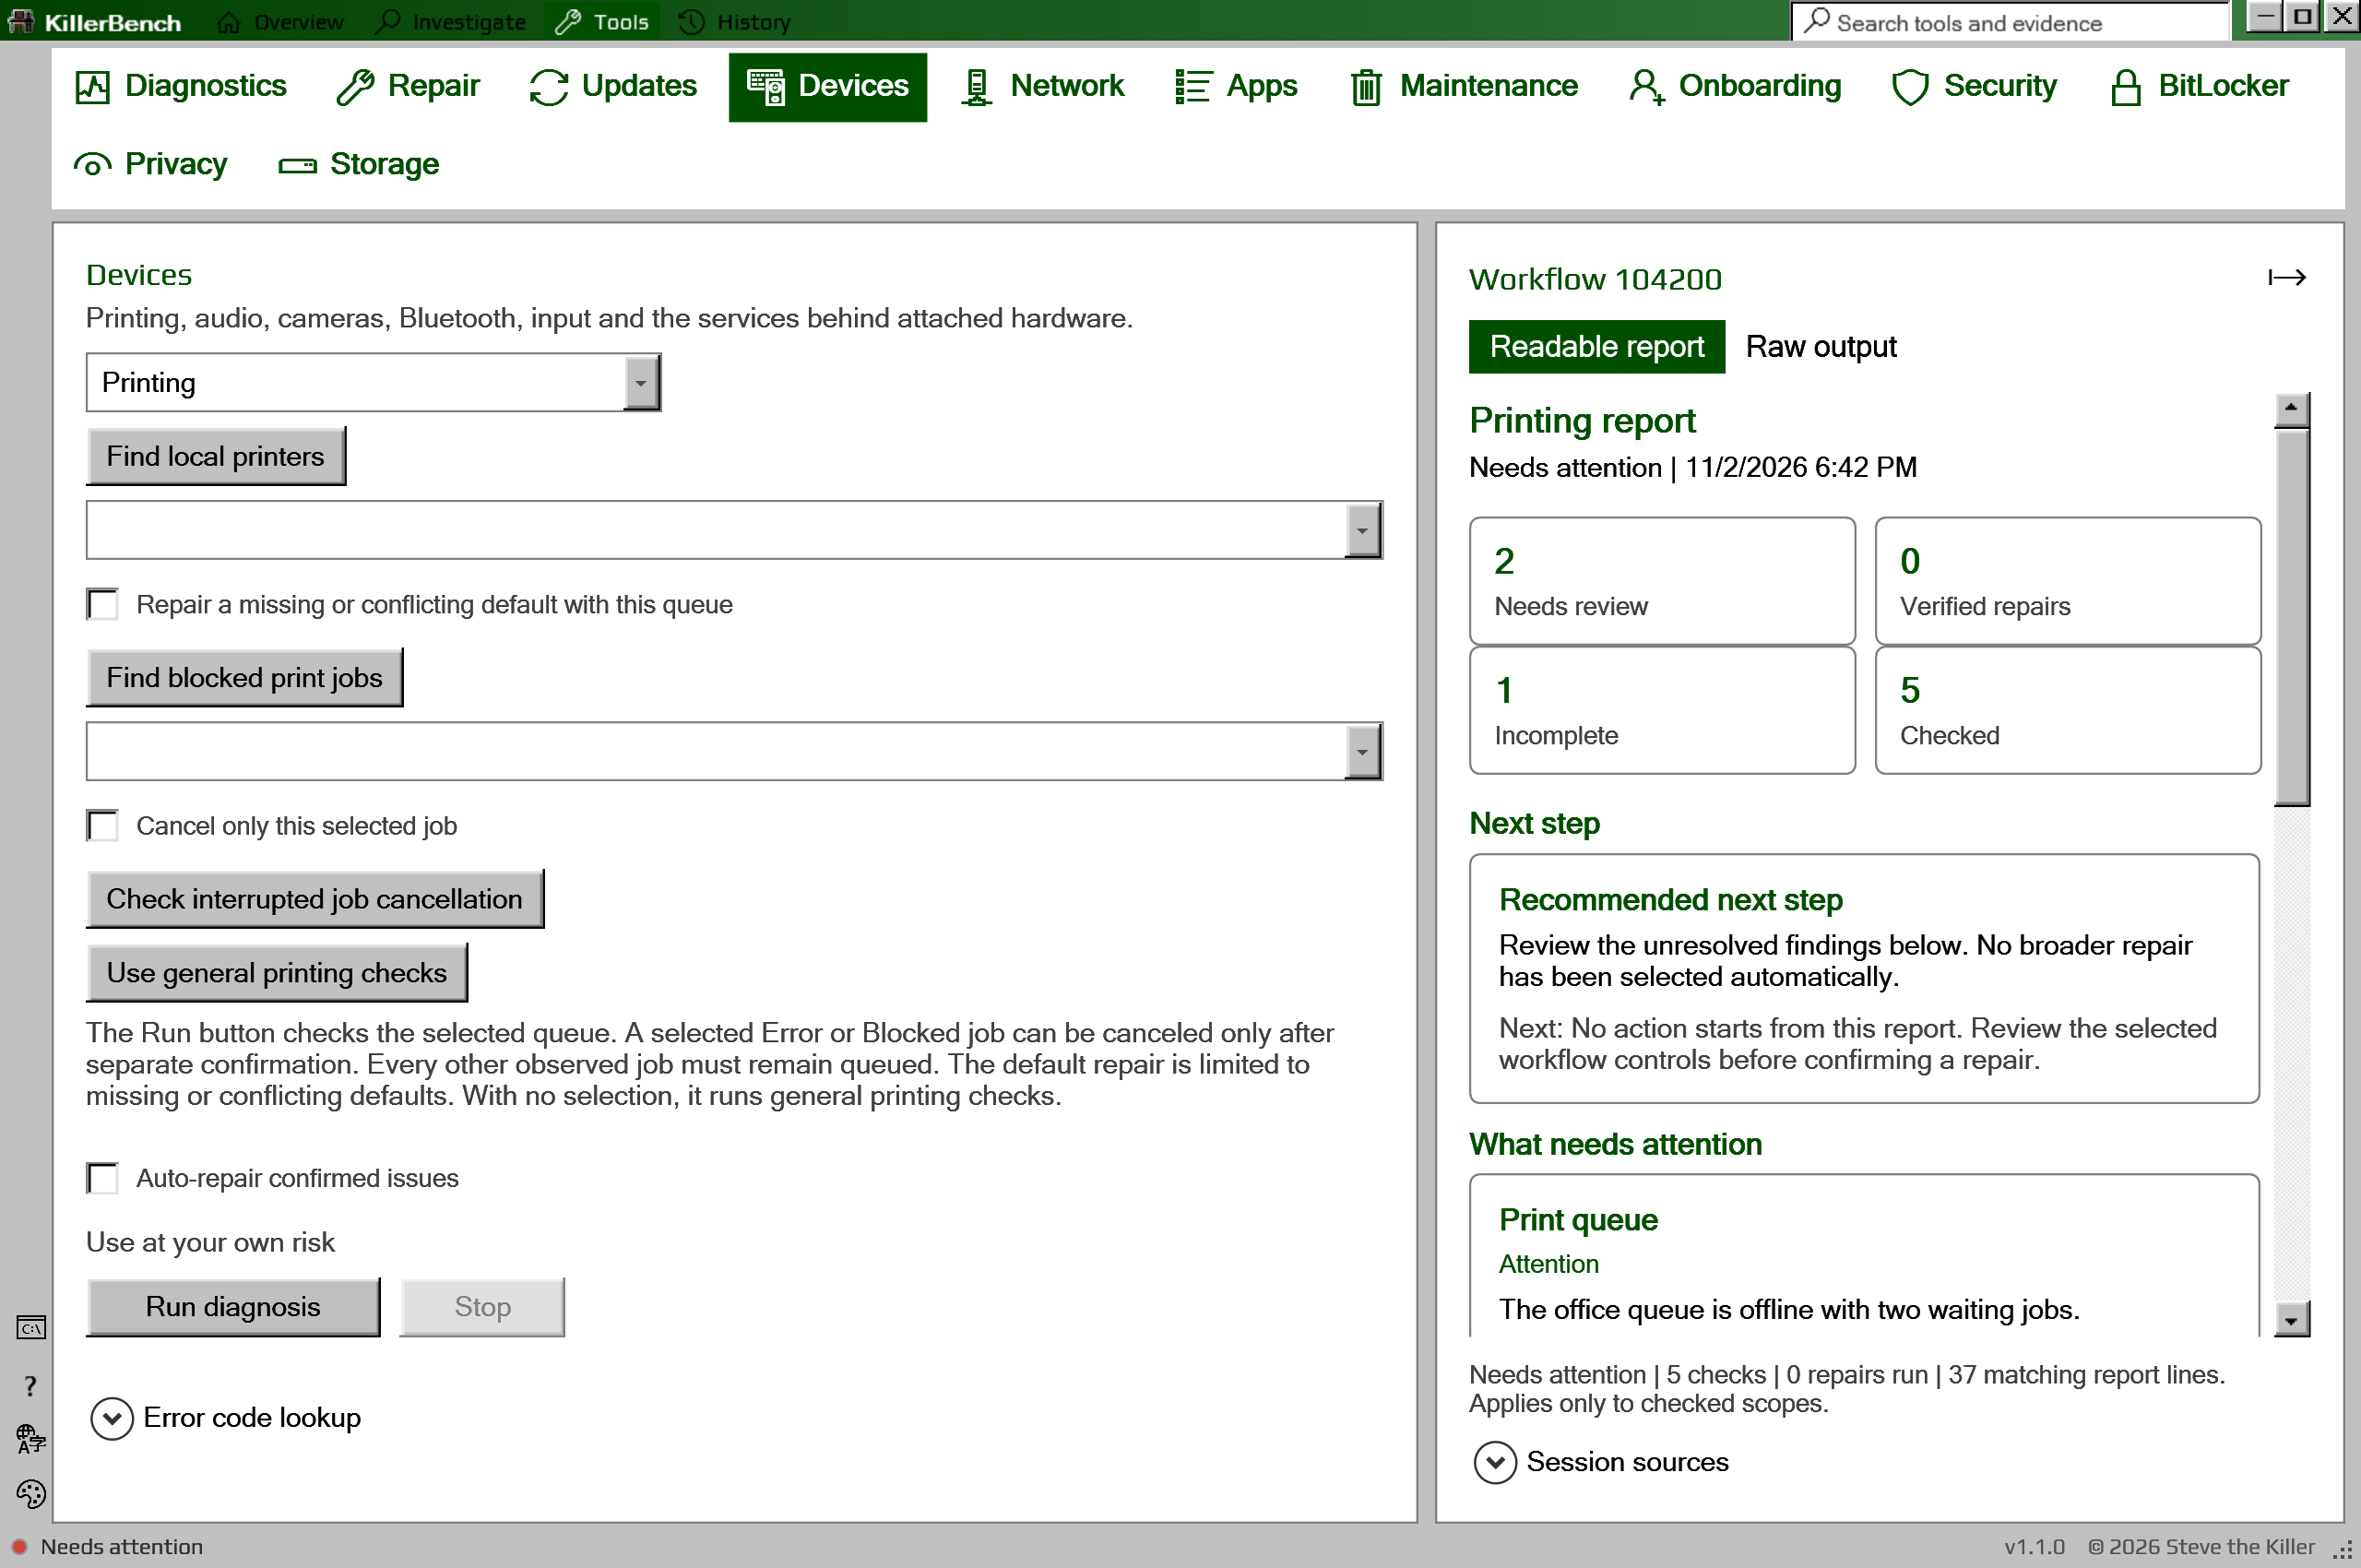 KillerBench
Overview
Investigate
Tools
History
Search tools and evidence
Diagnostics
Repair
Updates
Devices
Network
Apps
Maintenance
Onboarding
Security
BitLocker
Privacy
Storage
Devices
Printing, audio, cameras, Bluetooth, input and the services behind attached hardware.
Printing
Find local printers
Repair a missing or conflicting default with this queue
Find blocked print jobs
Cancel only this selected job
Check interrupted job cancellation
Use general printing checks
The Run button checks the selected queue. A selected Error or Blocked job can be canceled only after
separate confirmation. Every other observed job must remain queued. The default repair is limited to
missing or conflicting defaults. With no selection, it runs general printing checks.
Auto-repair confirmed issues
Use at your own risk
Run diagnosis
Stop
Error code lookup
Workflow 104200
Readable report
Raw output
Printing report
Needs attention | 11/2/2026 6:42 PM
2
Needs review
0
Verified repairs
1
Incomplete
5
Checked
Next step
Recommended next step
Review the unresolved findings below. No broader repair
has been selected automatically.
Next: No action starts from this report. Review the selected
workflow controls before confirming a repair.
What needs attention
Print queue
Attention
The office queue is offline with two waiting jobs.
Needs attention | 5 checks | 0 repairs run | 37 matching report lines.
Applies only to checked scopes.
Session sources
C:\
?
A字
Needs attention
v1.1.0
© 2026 Steve the Killer